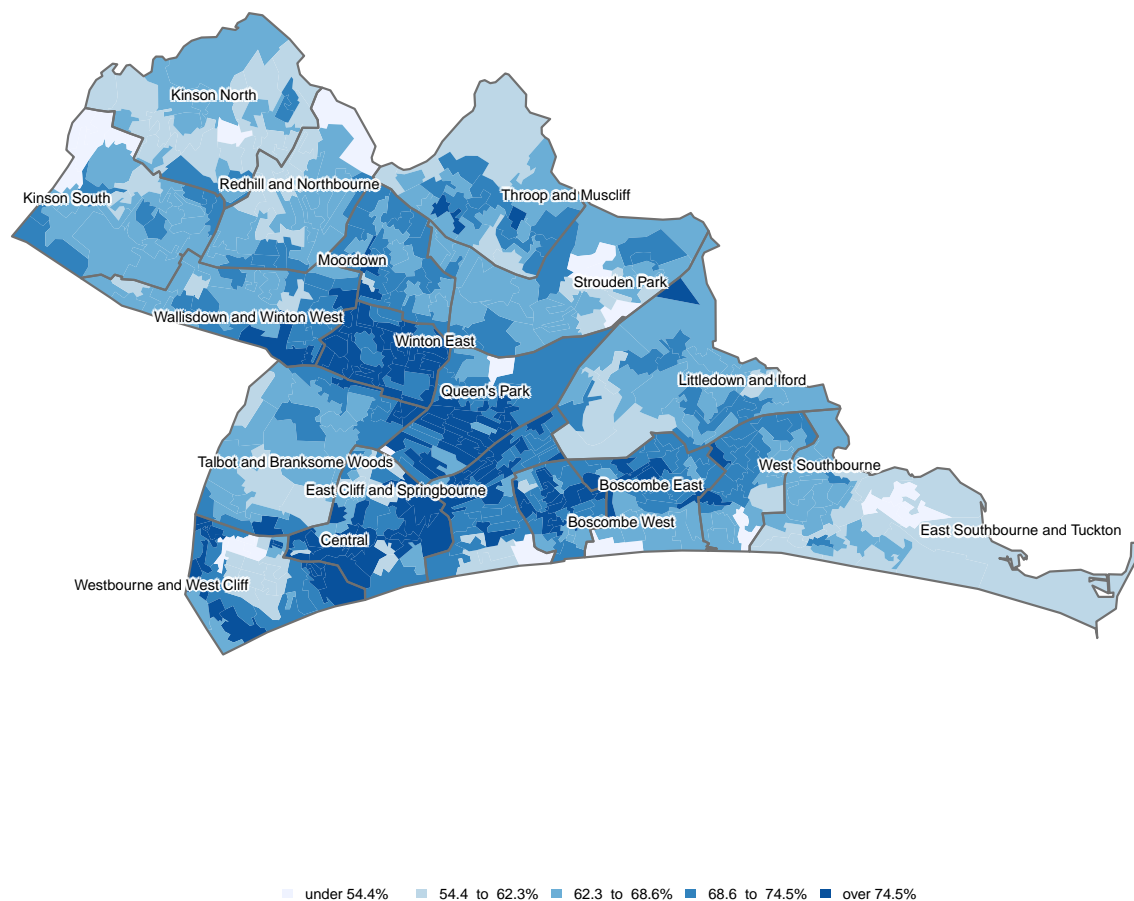 Kinson North
Redhill and Northbourne
Kinson South
Throop and Muscliff
Moordown
Strouden Park
Wallisdown and Winton West
Winton East
Queen's Park
Littledown and Iford
Talbot and Branksome Woods
West Southbourne
East Cliff and Springbourne
Boscombe East
Boscombe West
East Southbourne and Tuckton
Central
Westbourne and West Cliff
under 54.4% 54.4 to 62.3% 62.3 to 68.6% 68.6 to 74.5% over 74.5%